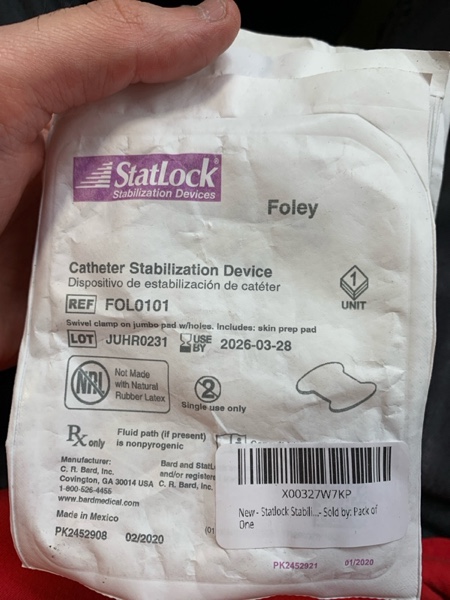 StatLock®
Stabilization Devices
Foley
Catheter Stabilization Device
Dispositivo de estabilización de catéter
1
UNIT
REF FOL0101
Swivel clamp on jumbo pad w/holes. Includes: skin prep pad
LOT JUHR0231 USE BY 2026-03-28
NRL
Not Made
with Natural
Rubber Latex
2
Single use only
Rx only
Fluid path (if present)
is nonpyrogenic
Manufacturer:
C. R. Bard, Inc.
Covington, GA 30014 USA
1-800-526-4455
www.bardmedical.com
Bard and StatL
and/or register
C. R. Bard, Inc.
Made in Mexico
PK2452908 02/2020
(01
X00327W7KP
New - Statlock Stabili...- Sold by: Pack of
One
PK2452921 01/2020